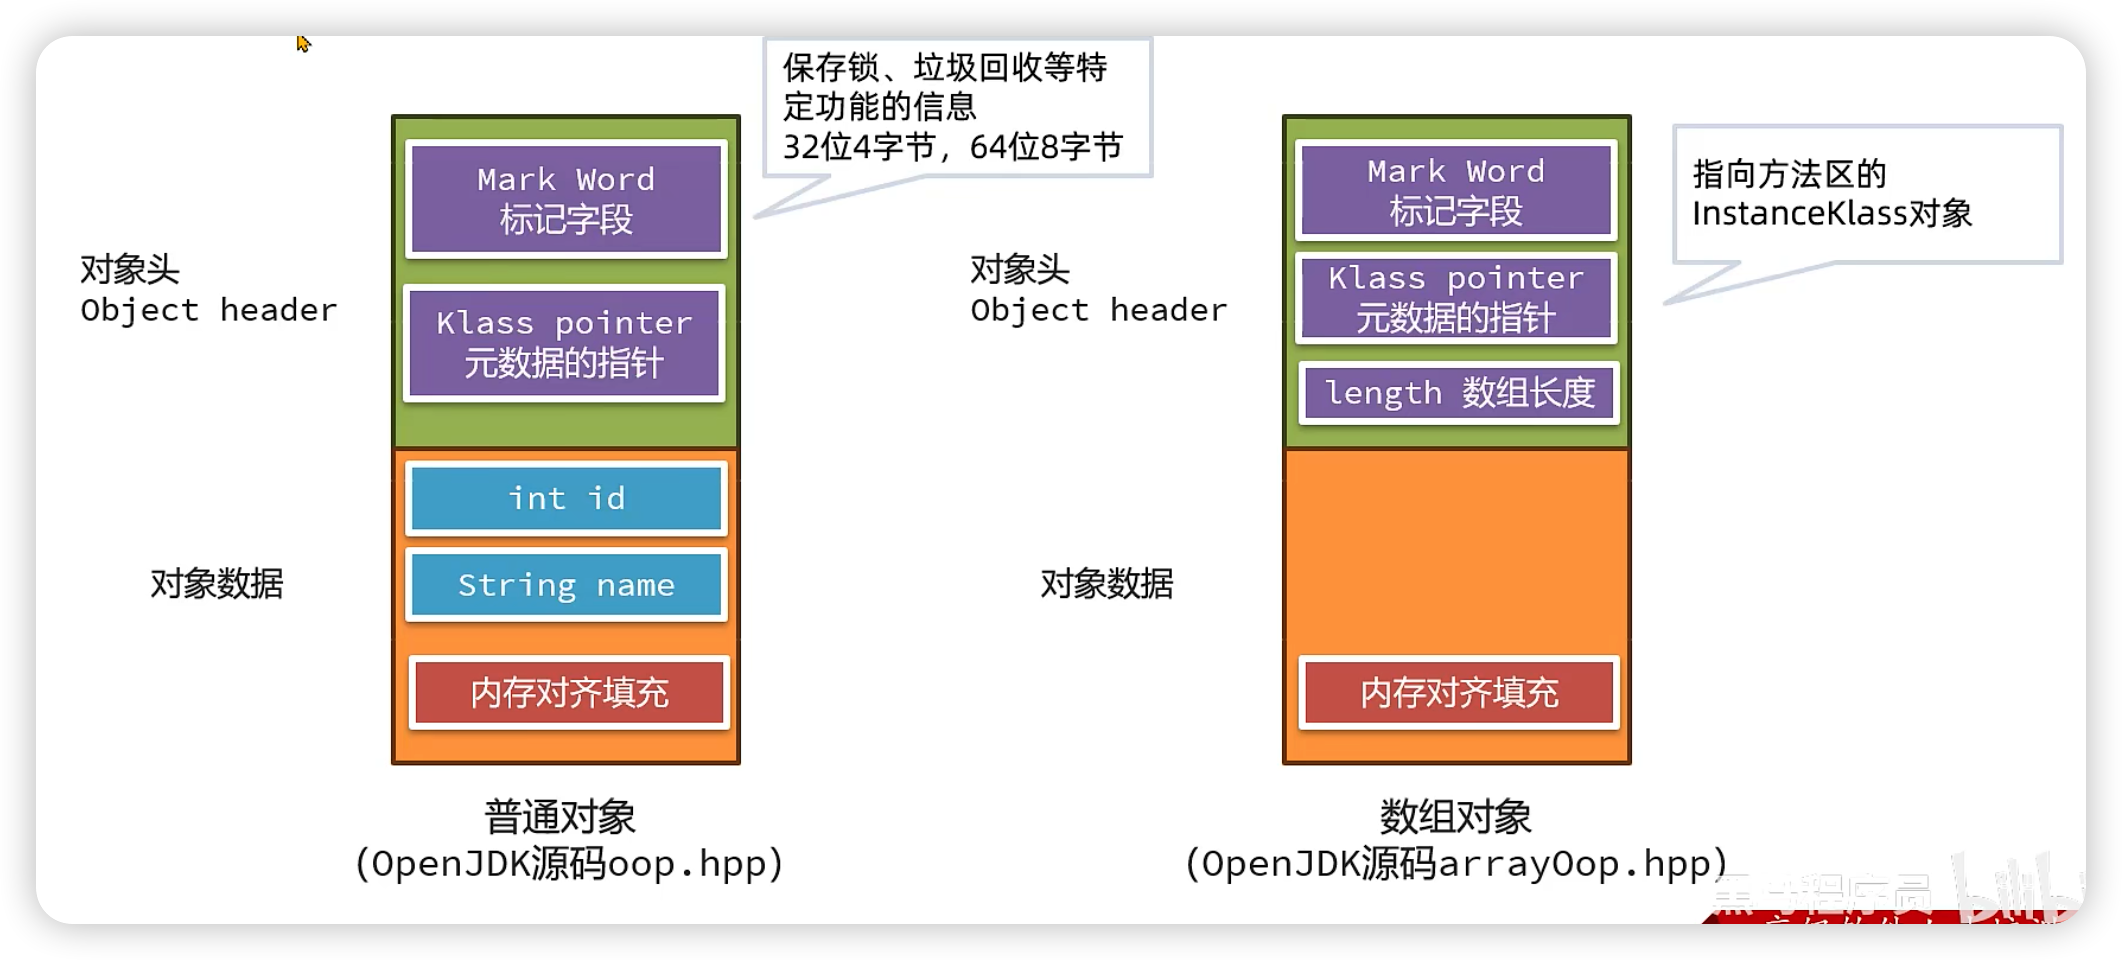 保存锁、垃圾回收等特
定功能的信息
32位4字节，64位8字节
对象头
Object header
Mark Word
标记字段
Klass pointer
元数据的指针
对象数据
int id
String name
内存对齐填充
普通对象
(OpenJDK源码oop.hpp)
指向方法区的
InstanceKlass对象
对象头
Object header
Mark Word
标记字段
Klass pointer
元数据的指针
length 数组长度
对象数据
内存对齐填充
数组对象
(OpenJDK源码arrayOop.hpp)
黑马程序员